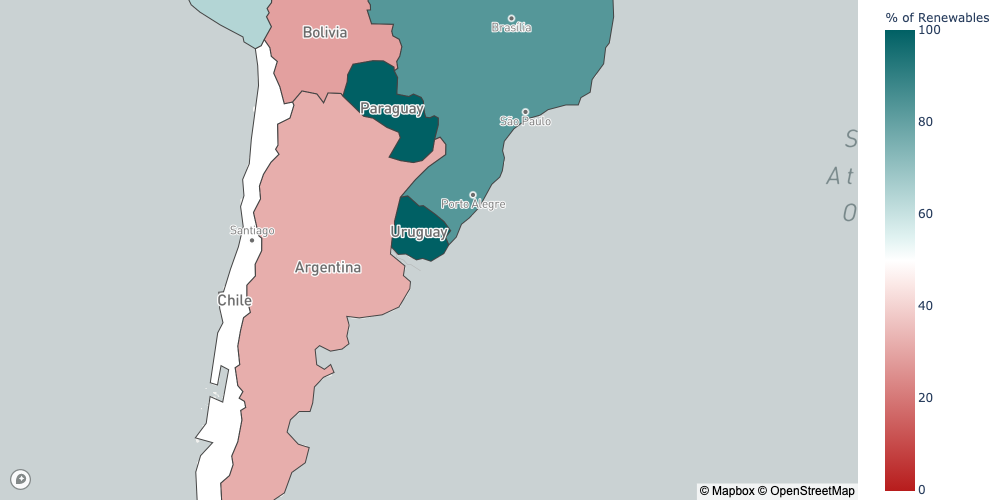 % of Renewables
100
Brasília
Bolivia
Paraguay
São Paulo
80
S
A t
Porto Alegre
60
O
Santiago
Uruguay
Argentina
Chile
40
20
0
© Mapbox © OpenStreetMap